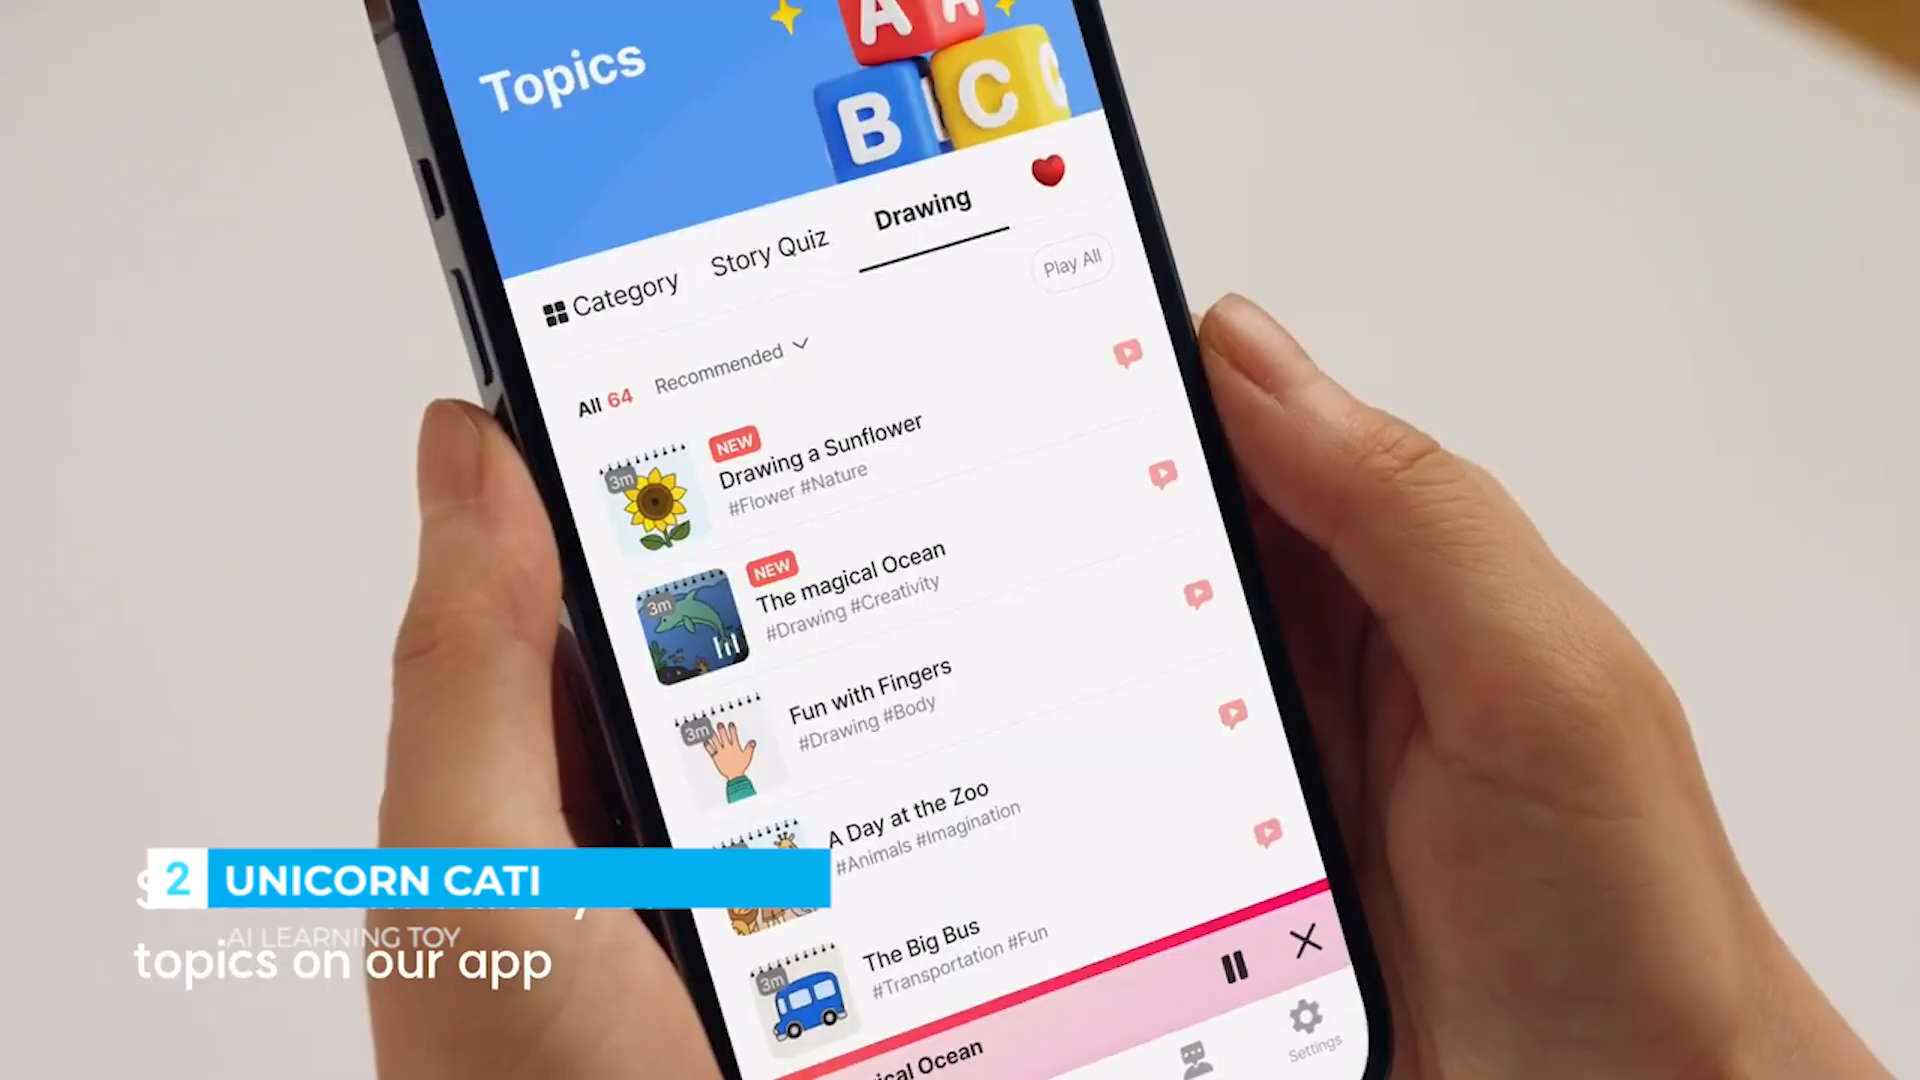 Topics
A A
B C
Category Story Quiz Drawing
Play All
All 64 Recommended
3m
NEW
Drawing a Sunflower
#Flower #Nature
3m
NEW
The magical Ocean
#Drawing #Creativity
3m
Fun with Fingers
#Drawing #Body
A Day at the Zoo
#Animals #Imagination
3m
The Big Bus
#Transportation #Fun
Ocean
Settings
2 UNICORN CATI
AI LEARNING TOY
topics on our app